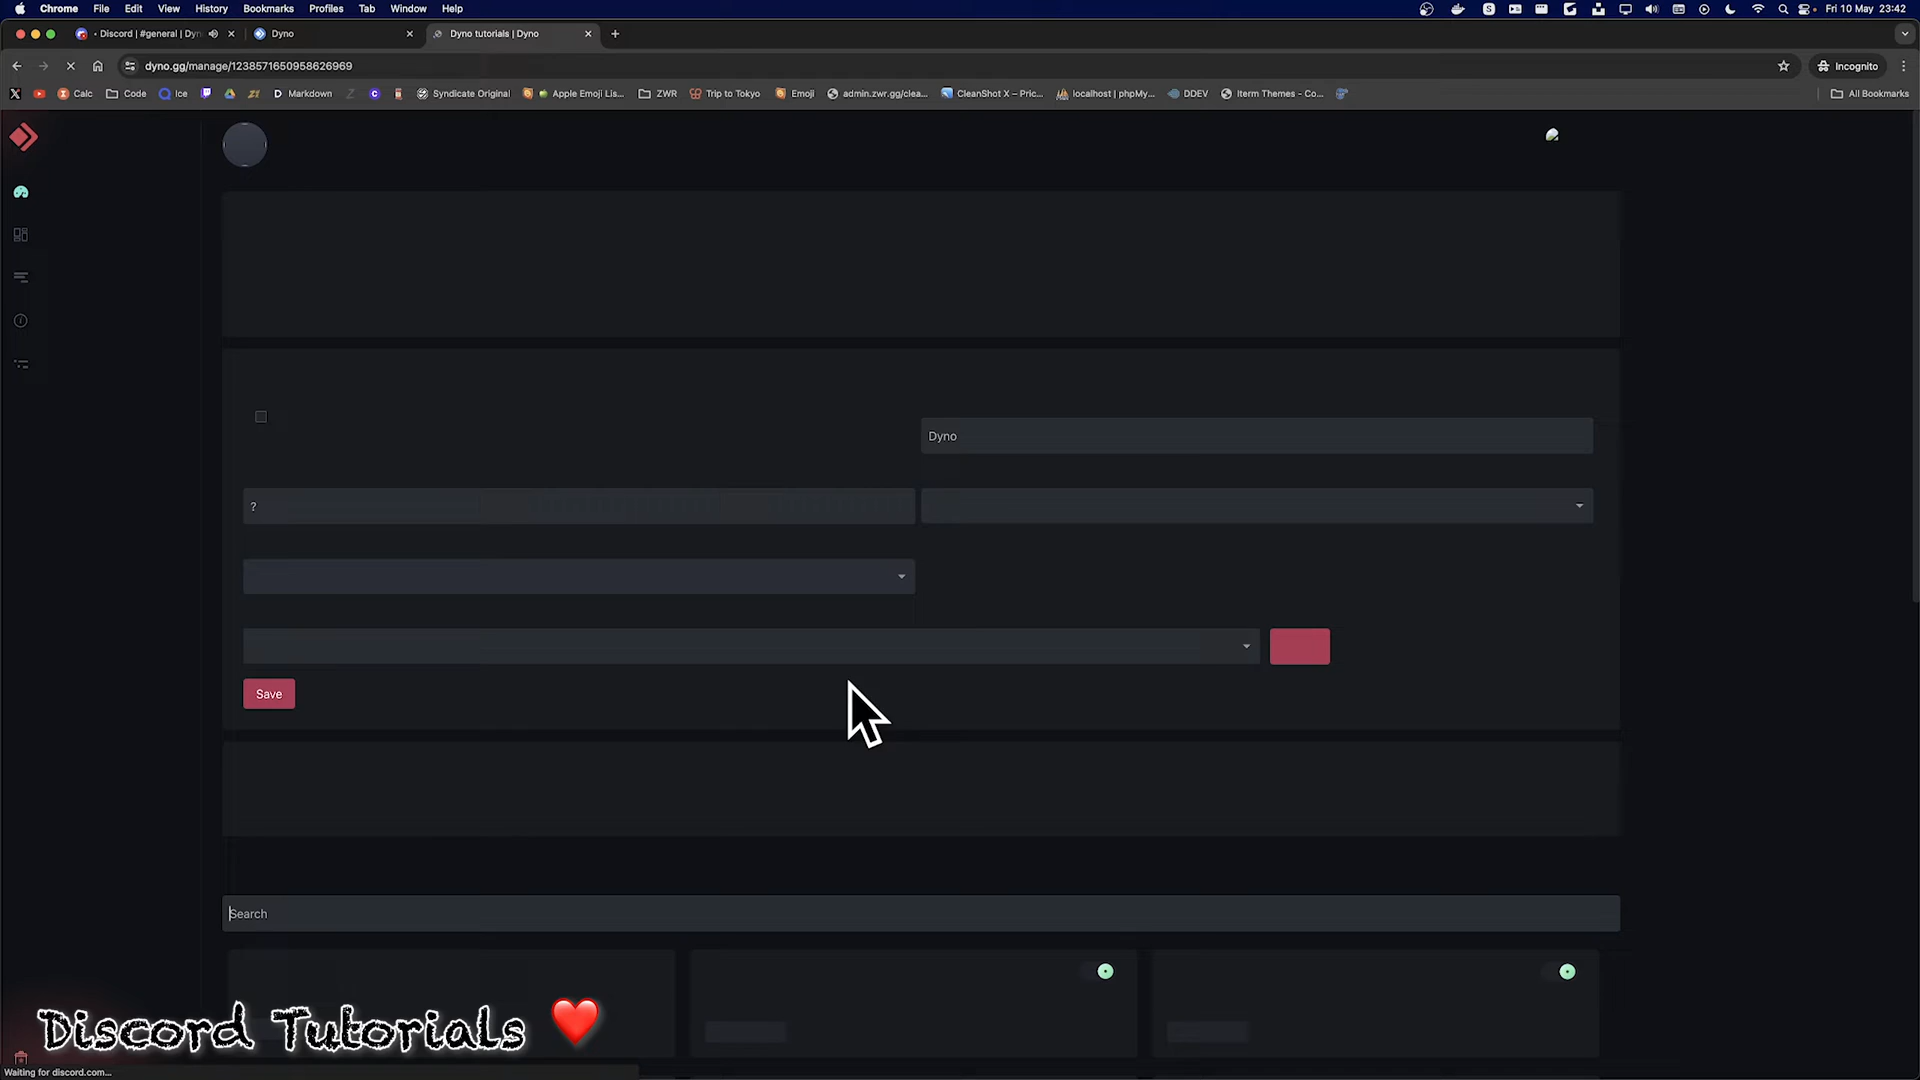 Chrome File Edit View History Bookmarks Profiles Tab Window Help Fri 10 May 23:42
Discord | #general | Dyn Dyno Dyno tutorials | Dyno
dyno.gg/manage/1238571650958626969 Incognito
Calc Code Ice Markdown Syndicate Original Apple Emoji Lis... ZWR Trip to Tokyo Emoji admin.zwr.gg/clea... CleanShot X – Pric... localhost | phpMy... DDEV Iterm Themes - Co... All Bookmarks
Dyno
?
Save
Search
Discord Tutorials ❤️
Waiting for discord.com...